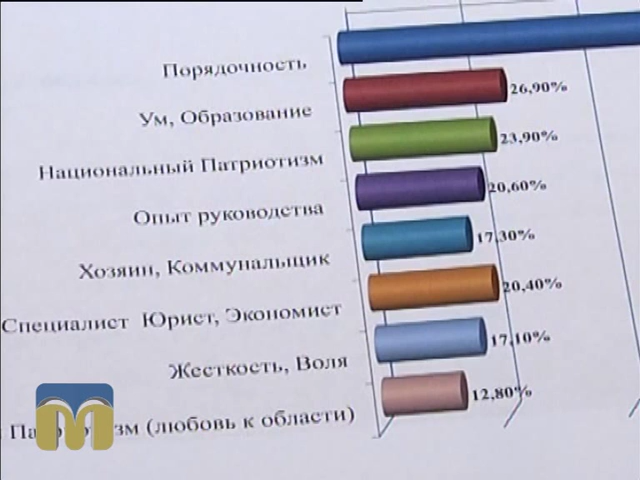 Порядочность
26,90%
Ум, Образование
23,90%
Национальный Патриотизм
20,60%
Опыт руководства
17,30%
Хозяин, Коммунальщик
20,40%
Специалист Юрист, Экономист
17,10%
Жесткость, Воля
12,80%
(любовь к области)